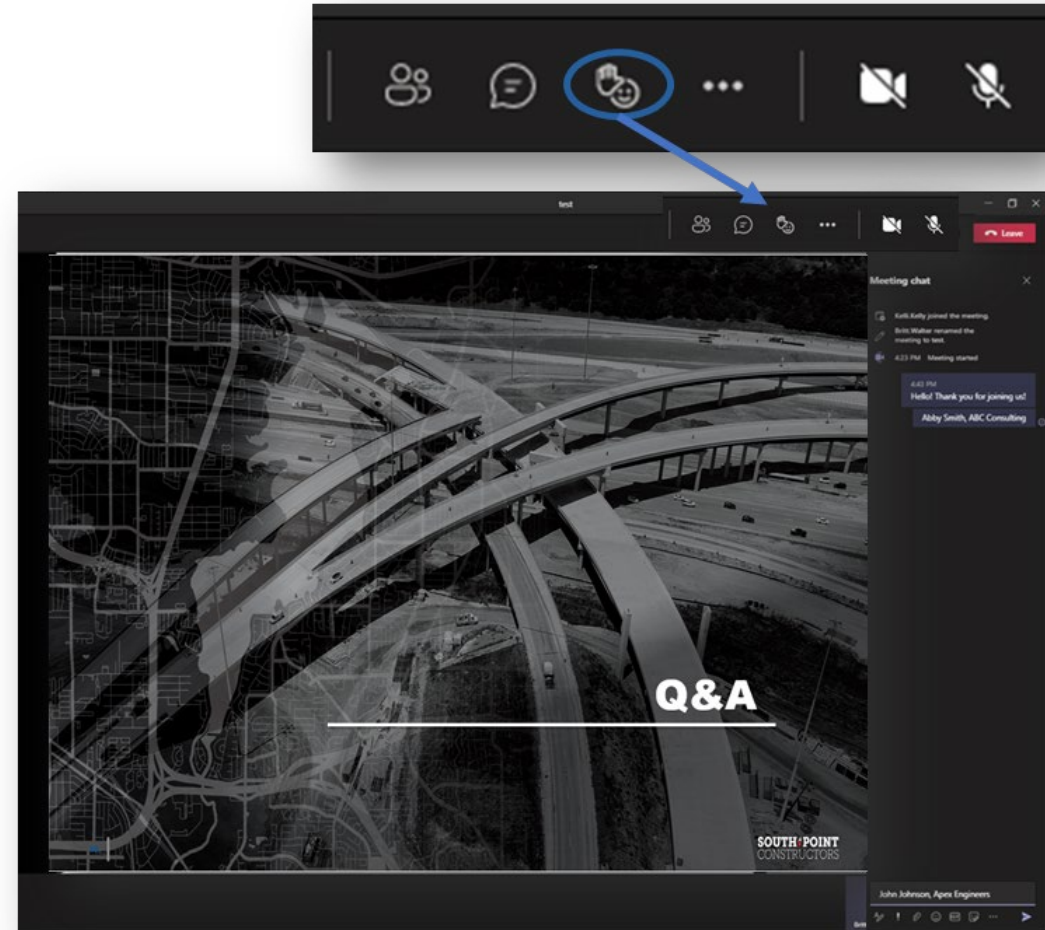 test
Leave
Meeting chat
Kelli.Kelly joined the meeting.
Britt.Walter renamed the
meeting to test.
4:23 PM Meeting started
4:43 PM
Hello! Thank you for joining us!
Abby Smith, ABC Consulting
Q&A
SOUTH:POINT
CONSTRUCTORS
John Johnson, Apex Engineers